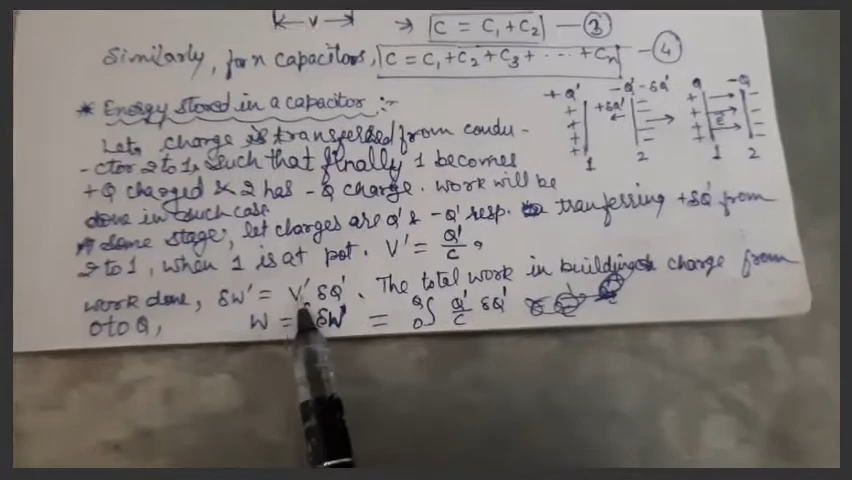 V
→ C = C₁ + C₂ — ③
Similarly, for n capacitors, C = C₁ + C₂ + C₃ + ... + Cn — ④
* Energy stored in a capacitor :-
Let, charge is transferred from condu-
-ctor 2 to 1, such that finally 1 becomes
+Q charged & 2 has -Q charge. work will be
done in such case
At some stage, let charges are Q' & -Q' resp. tranferring +δQ' from
2 to 1, when 1 is at pot. V' = Q'/C,
work done, δW' = V' δQ'. The total work in building charge from
0 to Q, W = δW' = 0∫Q Q'/C δQ'
+Q' -Q'-δQ' Q -Q
+δQ' E
1 2 1 2